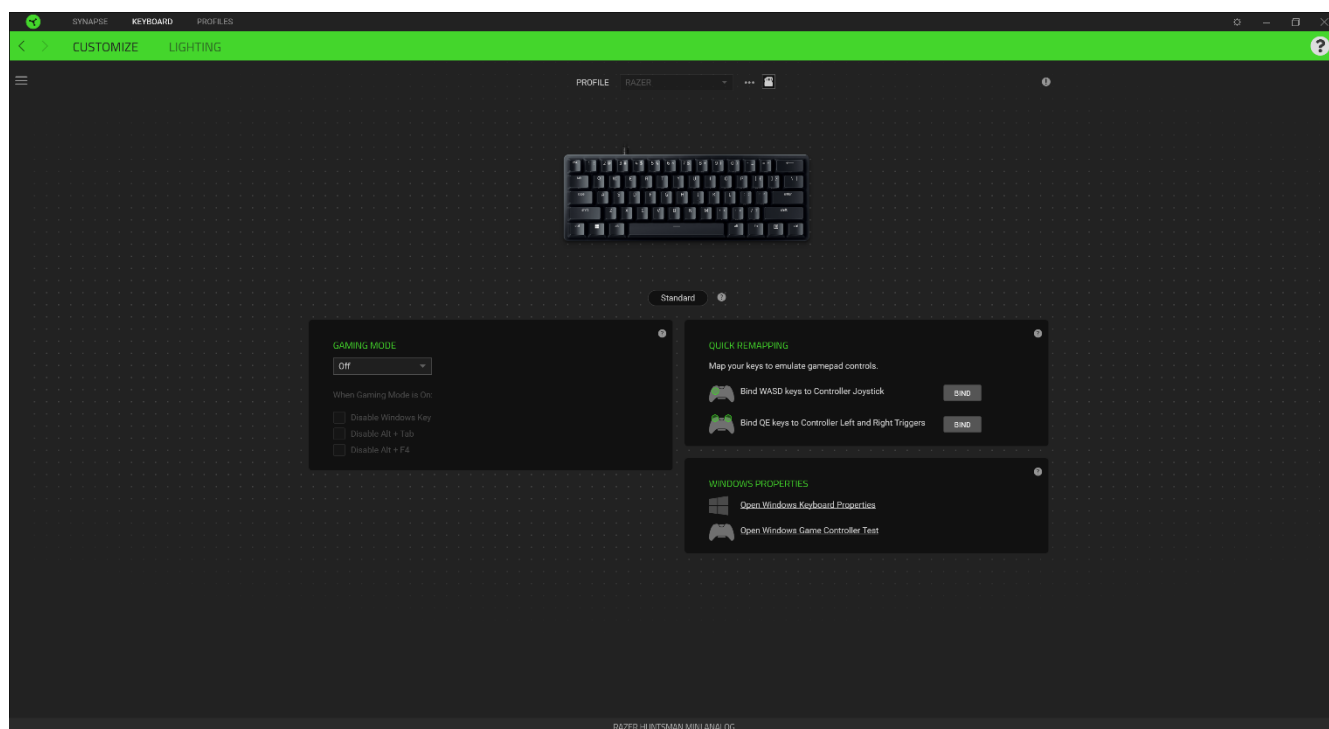 SYNAPSE KEYBOARD PROFILES
CUSTOMIZE LIGHTING
?
PROFILE RAZER
Standard ?
GAMING MODE ?
Off
When Gaming Mode is On:
Disable Windows Key
Disable Alt + Tab
Disable Alt + F4
QUICK REMAPPING ?
Map your keys to emulate gamepad controls.
Bind WASD keys to Controller Joystick BIND
Bind QE keys to Controller Left and Right Triggers BIND
WINDOWS PROPERTIES ?
Open Windows Keyboard Properties
Open Windows Game Controller Test
RAZER HUNTSMAN MINI ANALOG